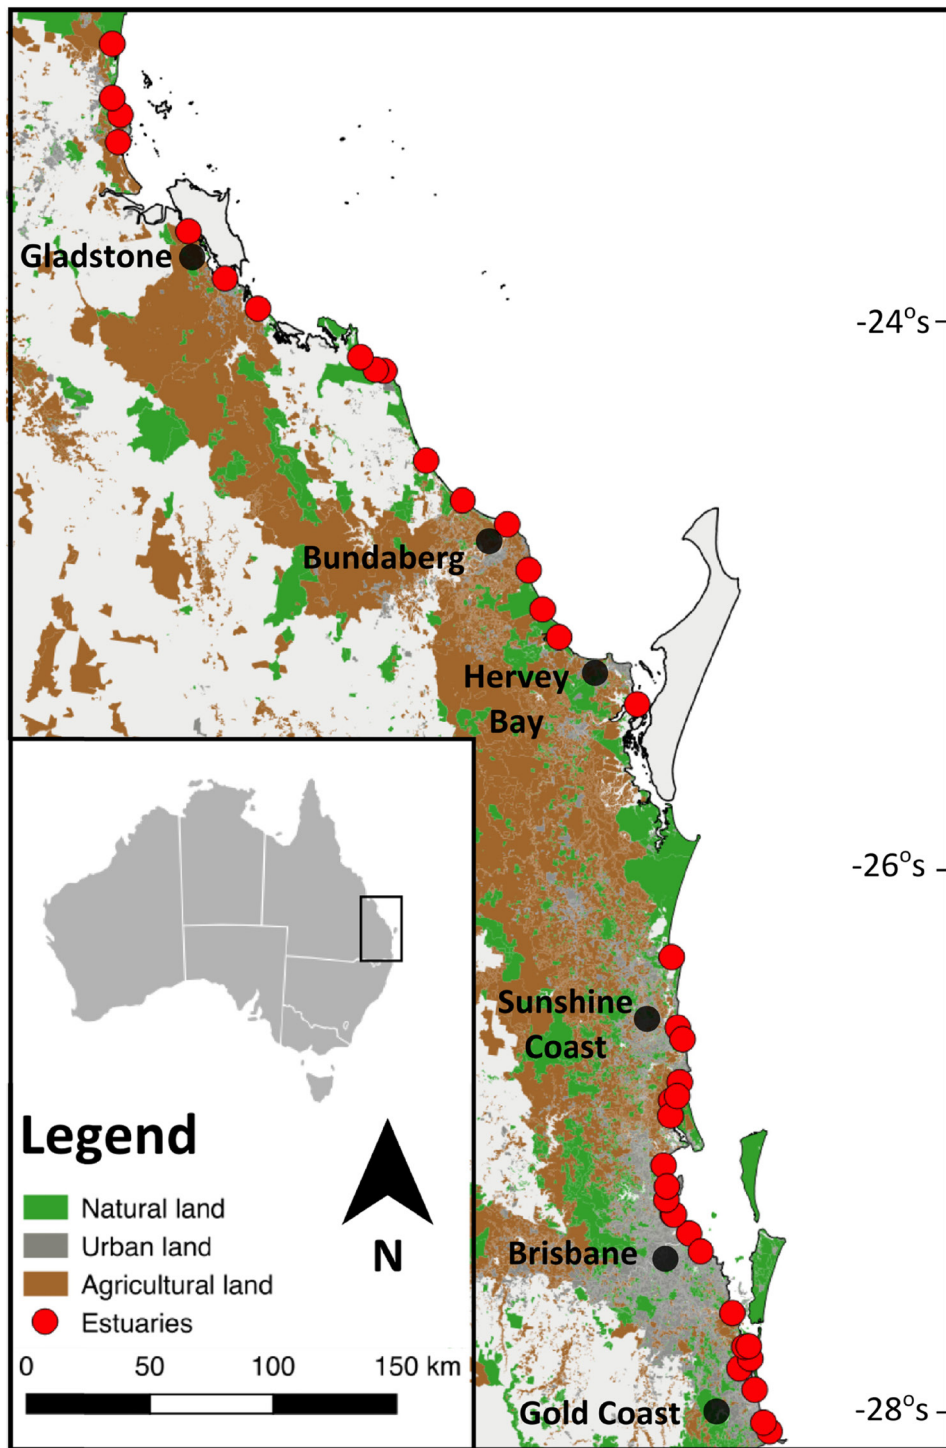 Gladstone
-24°s
Bundaberg
Hervey
Bay
-26°s
Sunshine
Coast
Brisbane
Gold Coast
-28°s
Legend
Natural land
Urban land
Agricultural land
Estuaries
N
0 50 100 150 km